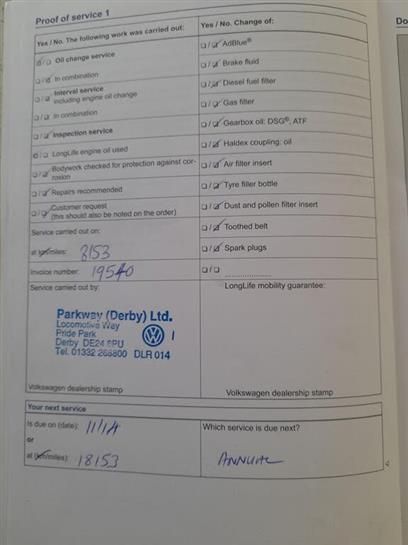 Proof of service 1
Yes / No. The following work was carried out:
Oil change service
In combination
Interval service
including engine oil change
In combination
Inspection service
LongLife engine oil used
Bodywork checked for protection against cor-
rosion
Repairs recommended
Customer request
(this should also be noted on the order)
Service carried out on:
at km/miles: 8153
Invoice number: 19540
Service carried out by:
Parkway (Derby) Ltd.
Locomotive Way
Pride Park
Derby DE24 8PU
Tel. 01332 268800 DLR 014
Volkswagen dealership stamp
Yes / No. Change of:
AdBlue®
Brake fluid
Diesel fuel filter
Gas filter
Gearbox oil: DSG®, ATF
Haldex coupling: oil
Air filter insert
Tyre filler bottle
Dust and pollen filter insert
Toothed belt
Spark plugs
LongLife mobility guarantee:
Volkswagen dealership stamp
Your next service
Is due on (date): 11/14
or
at (km/miles): 18153
Which service is due next?
ANNUAL